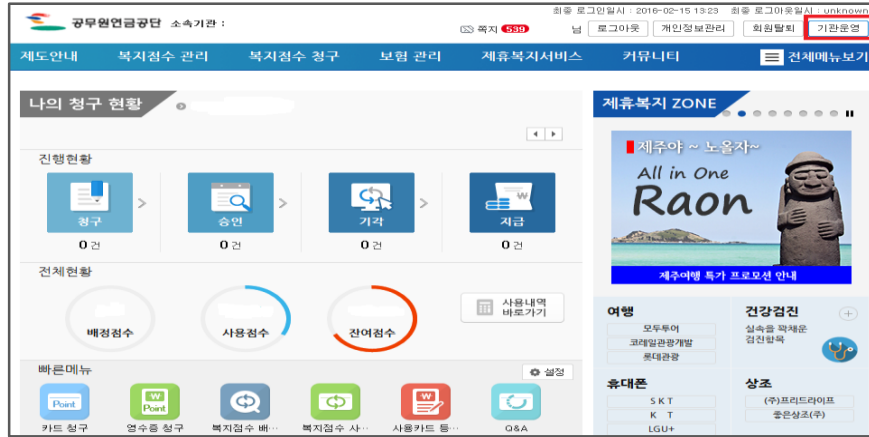 최종 로그인일시 : 2016-02-15 13:23 최종 로그아웃일시 : unknown
공무원연금공단 소속기관 :
쪽지 539 님 로그아웃 개인정보관리 회원탈퇴 기관운영
제도안내 복지점수 관리 복지점수 청구 보험 관리 제휴복지서비스 커뮤니티 전체메뉴보기
나의 청구 현황
진행현황
청구 승인 기각 지급
0 건 0 건 0 건 0 건
전체현황
배정점수 사용점수 잔여점수
사용내역
바로가기
빠른메뉴 설정
Point W Point W
카드 청구 영수증 청구 복지점수 배… 복지점수 사… 사용카드 등… Q&A
제휴복지 ZONE
제주야 ~ 노올자~
All in One
Raon
제주여행 특가 프로모션 안내
여행
모두투어
코레일관광개발
롯데관광
건강검진
실속을 꽉채운
검진항목
휴대폰
S K T
K T
LGU+
상조
(주)프리드라이프
좋은상조(주)